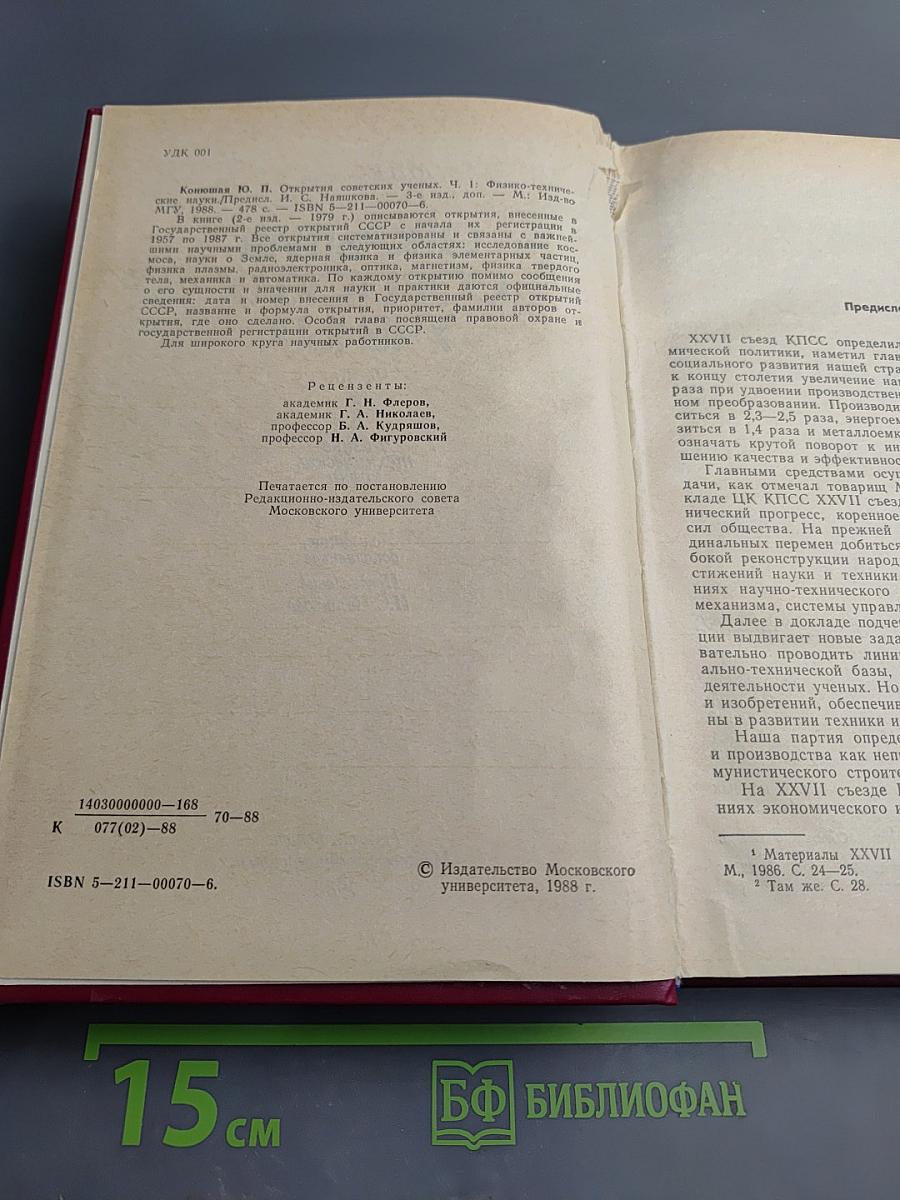 УДК 001
Конюшая Ю. П. Открытия советских ученых. Ч. 1: Физико-техниче-
ские науки./Предисл. И. С. Наяшкова. — 3-е изд., доп. — М.: Изд-во
МГУ, 1988. — 478 с. — ISBN 5—211—00070—6.
В книге (2-е изд. — 1979 г.) описываются открытия, внесенные в
Государственный реестр открытий СССР с начала их регистрации в
1957 по 1987 г. Все открытия систематизированы и связаны с важней-
шими научными проблемами в следующих областях: исследование кос-
моса, науки о Земле, ядерная физика и физика элементарных частиц,
физика плазмы, радиоэлектроника, оптика, магнетизм, физика твердого
тела, механика и автоматика. По каждому открытию помимо сообщения
о его сущности и значении для науки и практики даются официальные
сведения: дата и номер внесения в Государственный реестр открытий
СССР, название и формула открытия, приоритет, фамилии авторов от-
крытия, где оно сделано. Особая глава посвящена правовой охране и
государственной регистрации открытий в СССР.
Для широкого круга научных работников.
Рецензенты:
академик Г. Н. Флеров,
академик Г. А. Николаев,
профессор Б. А. Кудряшов,
профессор Н. А. Фигуровский
Печатается по постановлению
Редакционно-издательского совета
Московского университета
К 14030000000—168 70—88
077(02)—88
ISBN 5—211—00070—6.
© Издательство Московского
университета, 1988 г.
Предисл
XXVII съезд КПСС определил
мической политики, наметил глав
социального развития нашей стра
к концу столетия увеличение на
раза при удвоении производствен
ном преобразовании. Производи
ситься в 2,3—2,5 раза, энергоем
зиться в 1,4 раза и металлоемк
означать крутой поворот к ин
шению качества и эффективнос
Главными средствами осущ
дачи, как отмечал товарищ М
кладе ЦК КПСС XXVII съезд
нический прогресс, коренное
сил общества. На прежней
динальных перемен добиться
бокой реконструкции народ
стижений науки и техники
ниях научно-технического
механизма, системы управл
Далее в докладе подчер
ции выдвигает новые зада
вательно проводить лини
ально-технической базы,
деятельности ученых. Но
и изобретений, обеспечив
ны в развитии техники и
Наша партия опреде
и производства как неп
мунистического строите
На XXVII съезде
ниях экономического и
¹ Материалы XXVII
М., 1986. С. 24—25.
² Там же. С. 28.
15 см
БФ БИБЛИОФАН